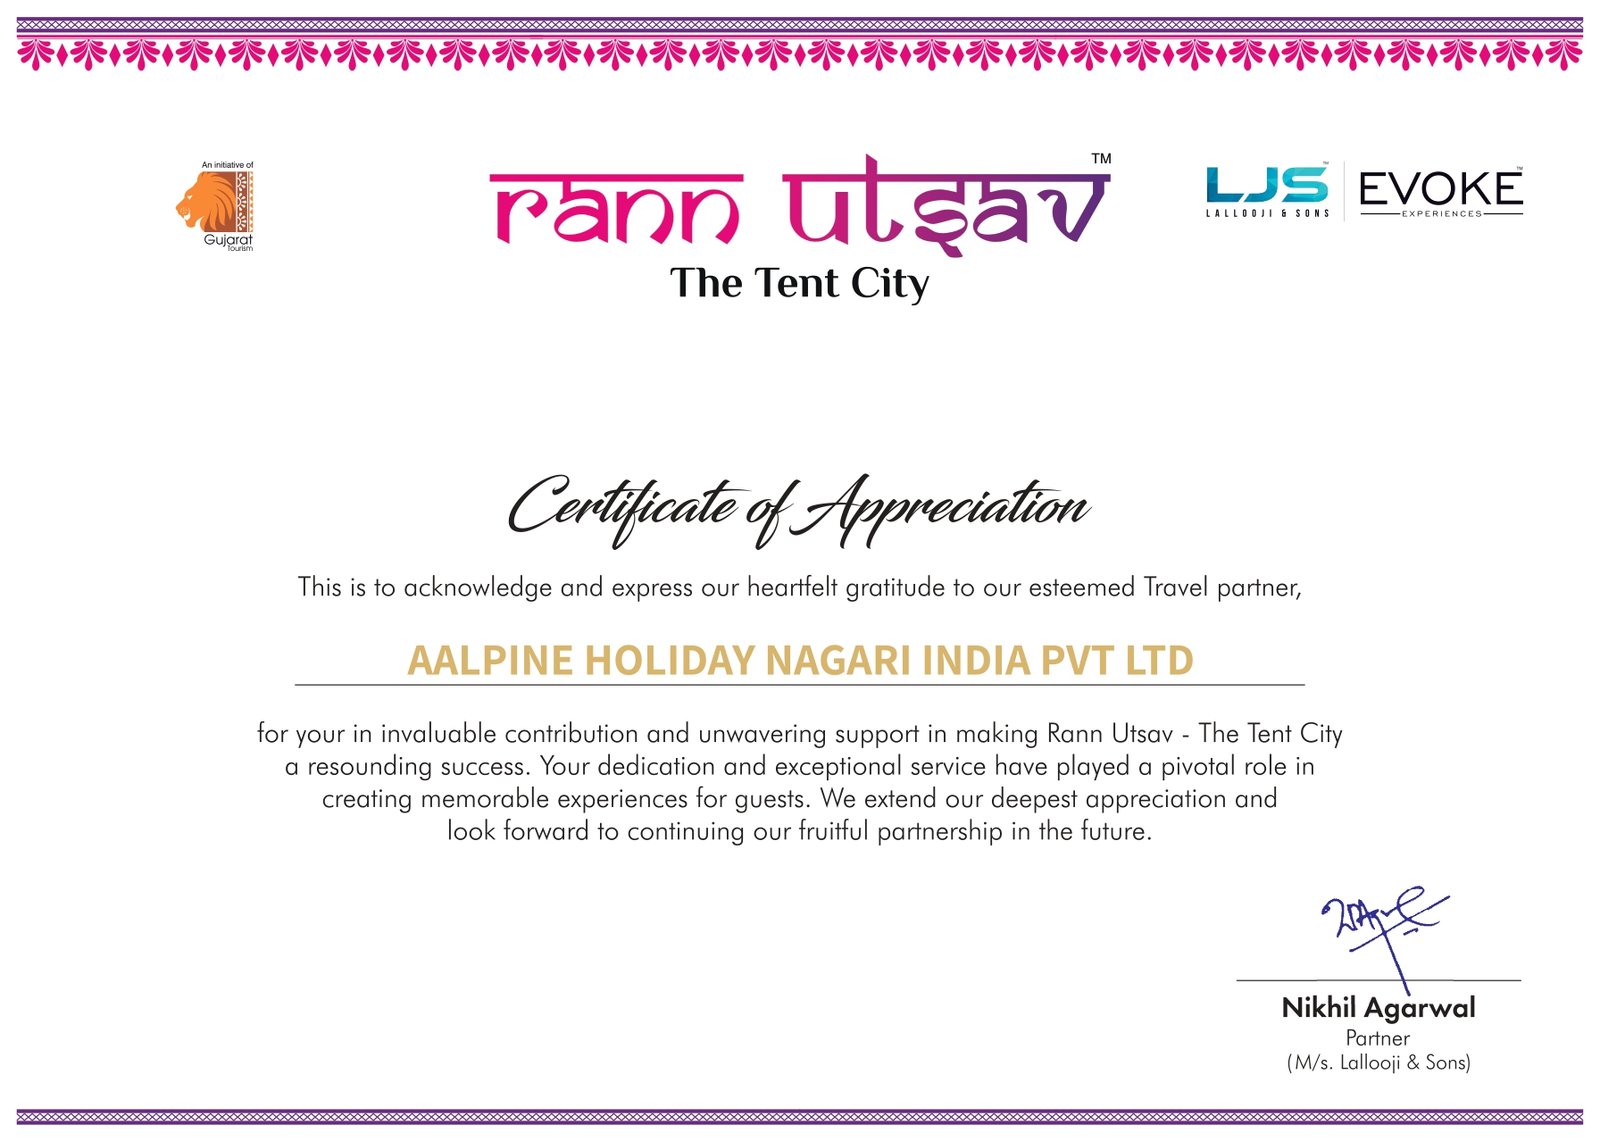 An initiative of
Gujarat
Tourism
rann utsav™
The Tent City
LJS™
LALLOOJI & SONS
EVOKE™
EXPERIENCES
Certificate of Appreciation
This is to acknowledge and express our heartfelt gratitude to our esteemed Travel partner,
AALPINE HOLIDAY NAGARI INDIA PVT LTD
for your in invaluable contribution and unwavering support in making Rann Utsav - The Tent City
a resounding success. Your dedication and exceptional service have played a pivotal role in
creating memorable experiences for guests. We extend our deepest appreciation and
look forward to continuing our fruitful partnership in the future.
Nikhil Agarwal
Partner
(M/s. Lallooji & Sons)